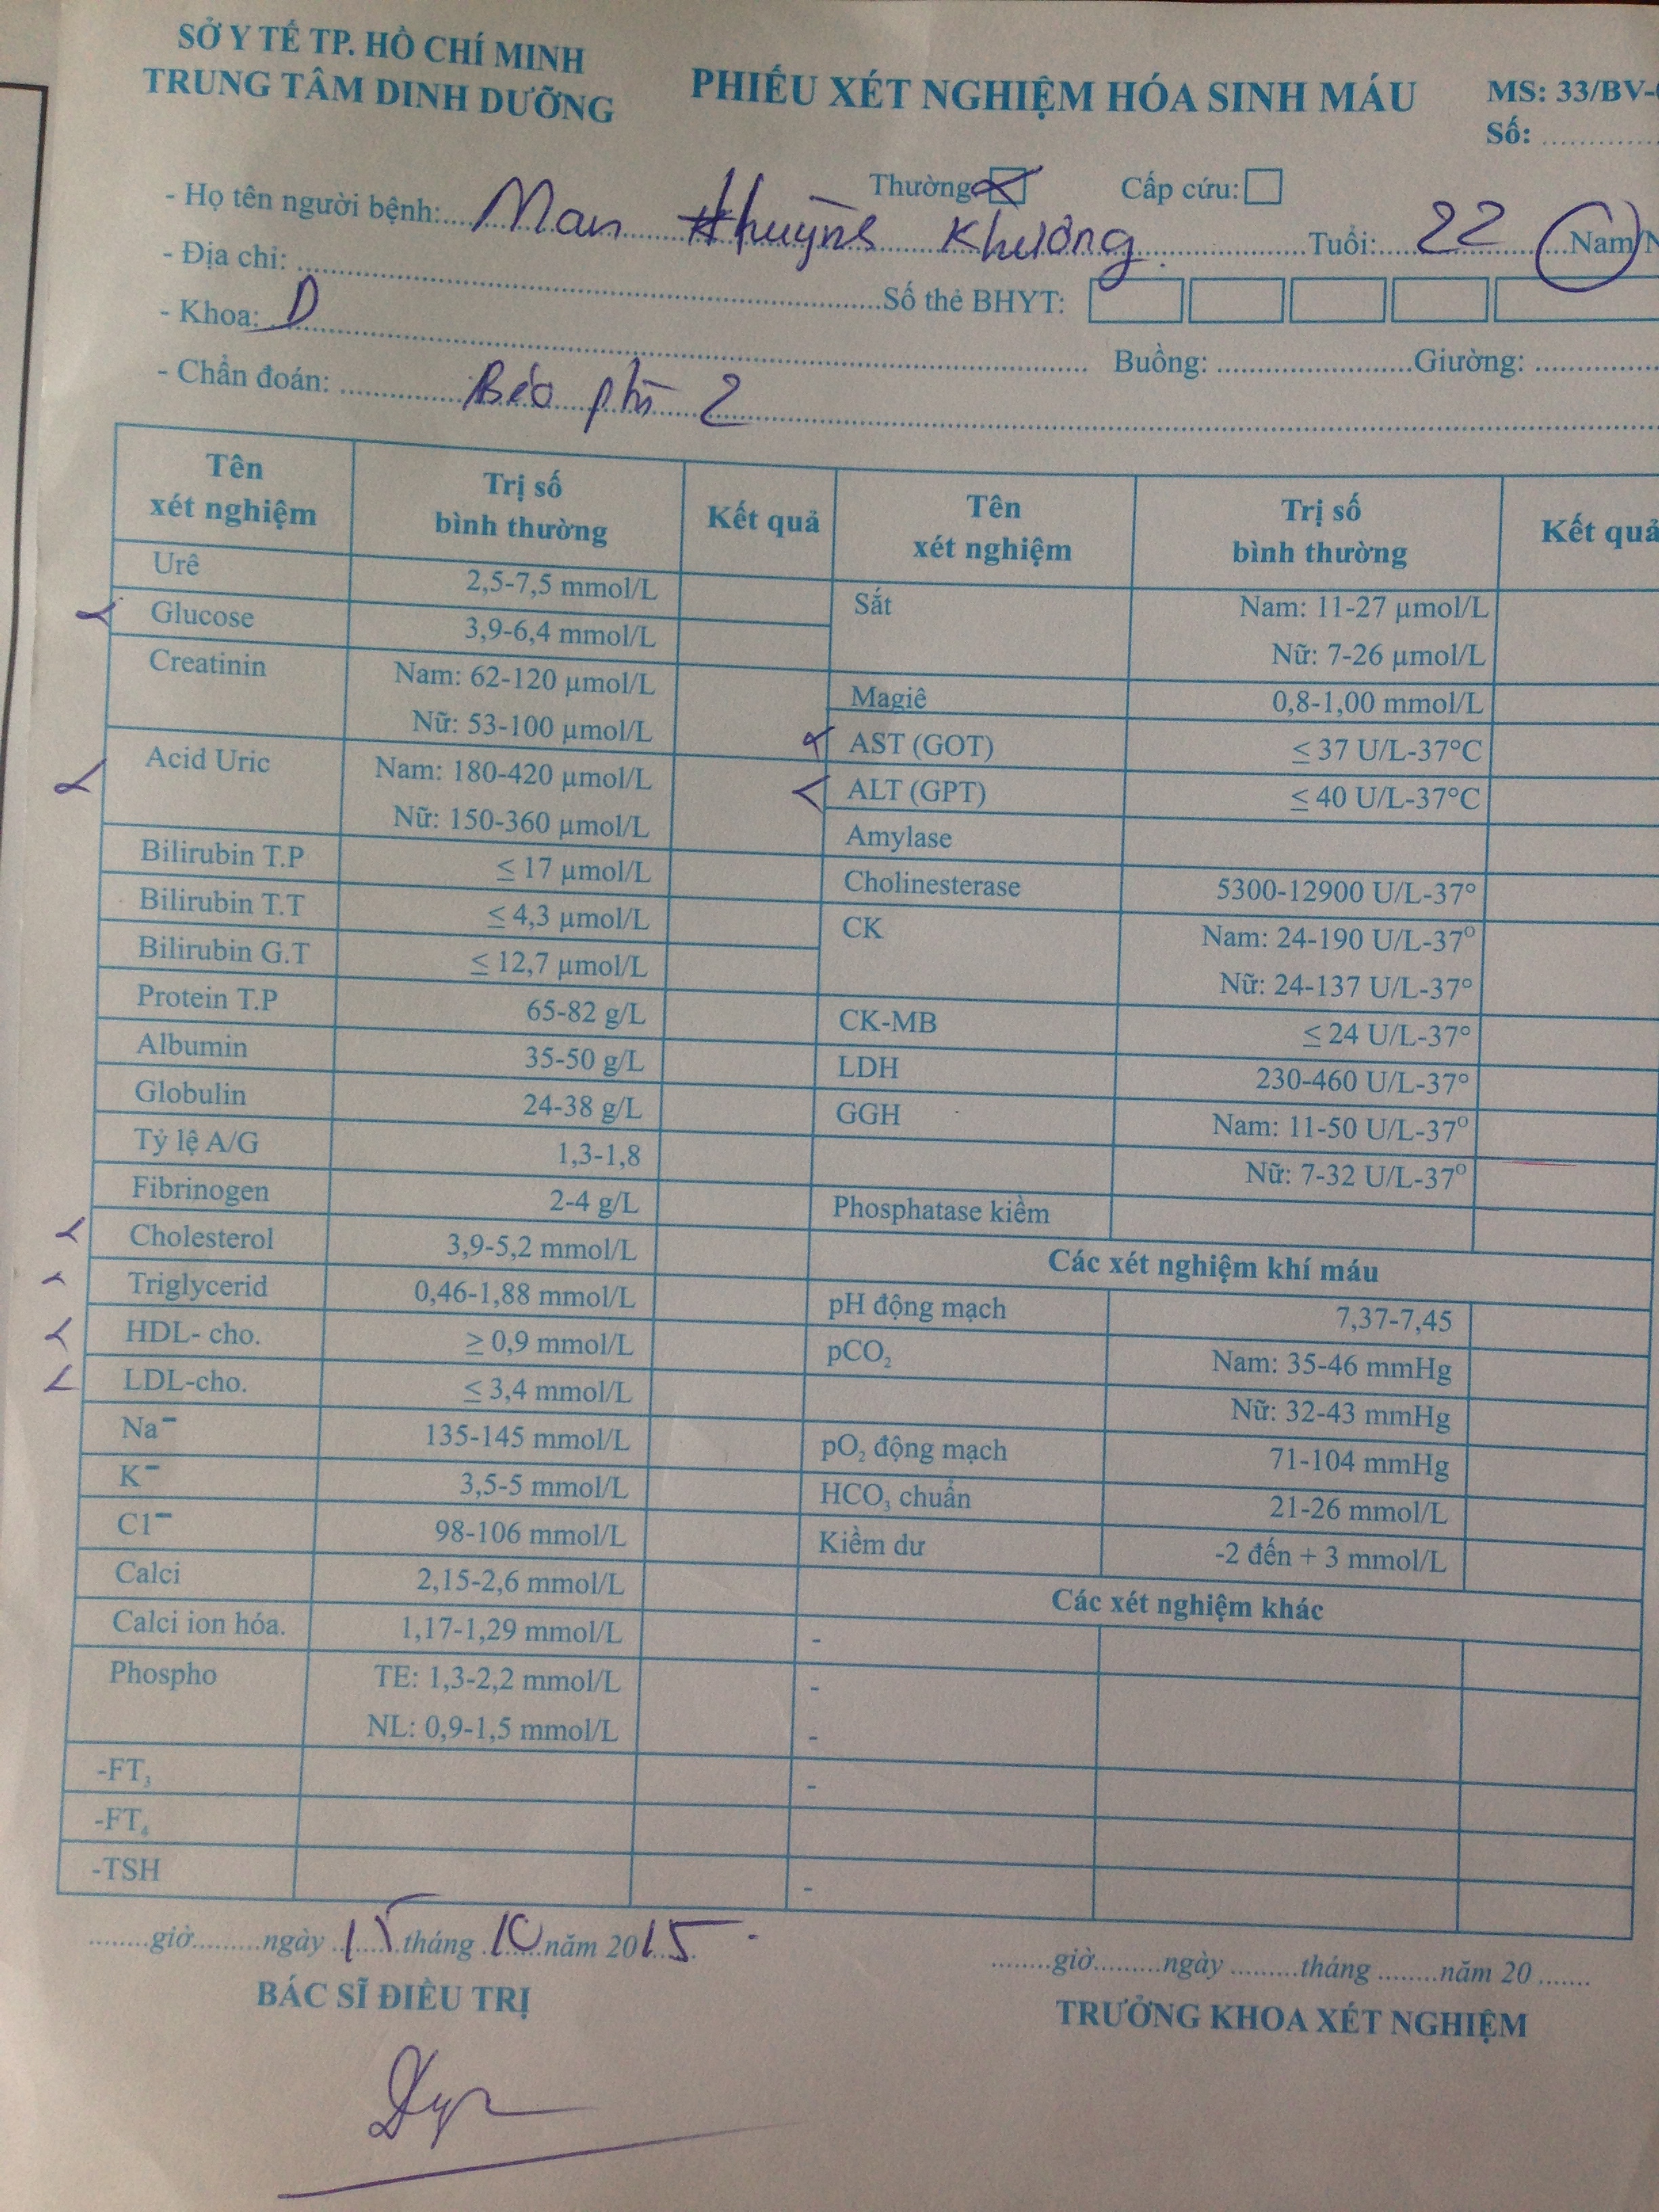 SỞ Y TẾ TP. HỒ CHÍ MINH
TRUNG TÂM DINH DƯỠNG
PHIẾU XÉT NGHIỆM HÓA SINH MÁU
MS: 33/BV-
Số: ............
Thường: Cấp cứu:
- Họ tên người bệnh: Man Huỳnh Khương Tuổi: 22 Nam/N
- Địa chỉ: Số thẻ BHYT:
- Khoa: D Buồng: Giường:
- Chẩn đoán: Béo phì 2
Tên xét nghiệm Trị số bình thường Kết quả Tên xét nghiệm Trị số bình thường Kết quả
Urê 2,5-7,5 mmol/L
Glucose 3,9-6,4 mmol/L
Creatinin Nam: 62-120 µmol/L
Nữ: 53-100 µmol/L
Acid Uric Nam: 180-420 µmol/L
Nữ: 150-360 µmol/L
Bilirubin T.P ≤ 17 µmol/L
Bilirubin T.T ≤ 4,3 µmol/L
Bilirubin G.T ≤ 12,7 µmol/L
Protein T.P 65-82 g/L
Albumin 35-50 g/L
Globulin 24-38 g/L
Tỷ lệ A/G 1,3-1,8
Fibrinogen 2-4 g/L
Cholesterol 3,9-5,2 mmol/L
Triglycerid 0,46-1,88 mmol/L
HDL- cho. ≥ 0,9 mmol/L
LDL-cho. ≤ 3,4 mmol/L
Na⁻ 135-145 mmol/L
K⁻ 3,5-5 mmol/L
Cl⁻ 98-106 mmol/L
Calci 2,15-2,6 mmol/L
Calci ion hóa. 1,17-1,29 mmol/L
Phospho TE: 1,3-2,2 mmol/L
NL: 0,9-1,5 mmol/L
-FT₃
-FT₄
-TSH
Sắt Nam: 11-27 µmol/L
Nữ: 7-26 µmol/L
Magiê 0,8-1,00 mmol/L
AST (GOT) ≤ 37 U/L-37°C
ALT (GPT) ≤ 40 U/L-37°C
Amylase
Cholinesterase 5300-12900 U/L-37°
CK Nam: 24-190 U/L-37°
Nữ: 24-137 U/L-37°
CK-MB ≤ 24 U/L-37°
LDH 230-460 U/L-37°
GGH Nam: 11-50 U/L-37°
Nữ: 7-32 U/L-37°
Phosphatase kiềm
Các xét nghiệm khí máu
pH động mạch 7,37-7,45
pCO₂ Nam: 35-46 mmHg
Nữ: 32-43 mmHg
pO₂ động mạch 71-104 mmHg
HCO₃ chuẩn 21-26 mmol/L
Kiềm dư -2 đến + 3 mmol/L
Các xét nghiệm khác
-
-
-
-
-
........giờ.........ngày 15 tháng 10 năm 2015
BÁC SĨ ĐIỀU TRỊ
........giờ.........ngày .........tháng ........năm 20 .......
TRƯỞNG KHOA XÉT NGHIỆM